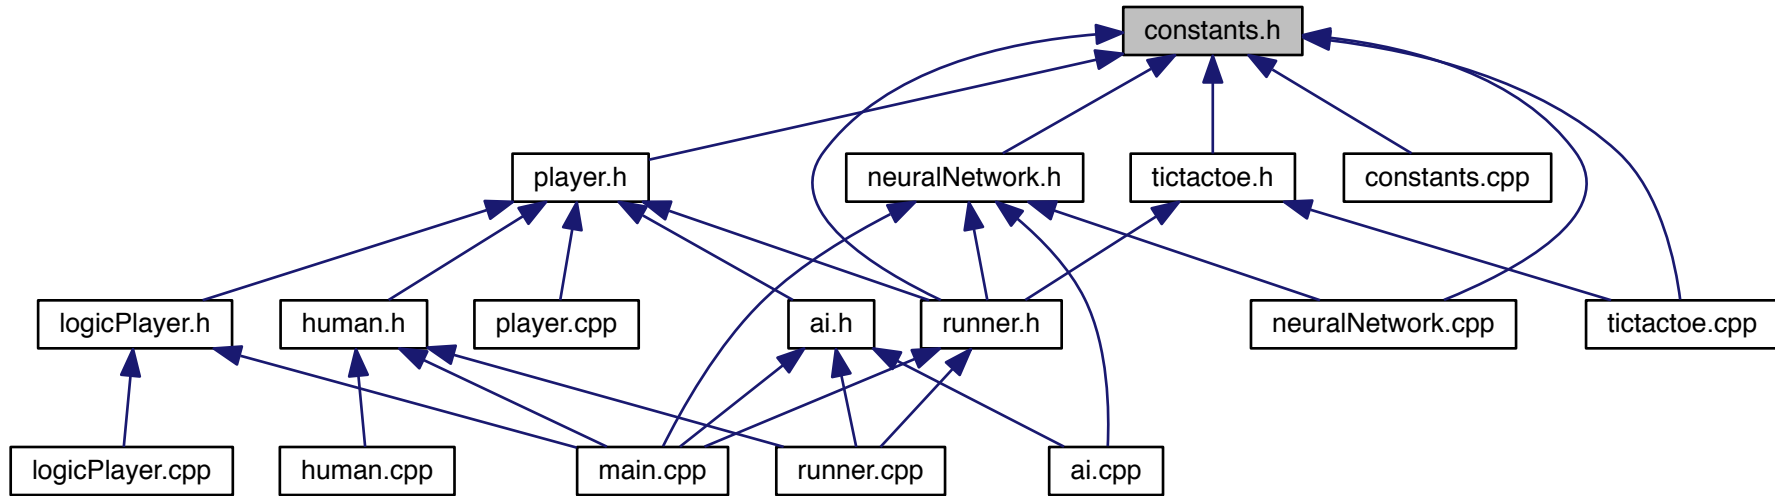 constants.h
player.h
neuralNetwork.h
tictactoe.h
constants.cpp
logicPlayer.h
human.h
player.cpp
ai.h
runner.h
neuralNetwork.cpp
tictactoe.cpp
logicPlayer.cpp
human.cpp
main.cpp
runner.cpp
ai.cpp